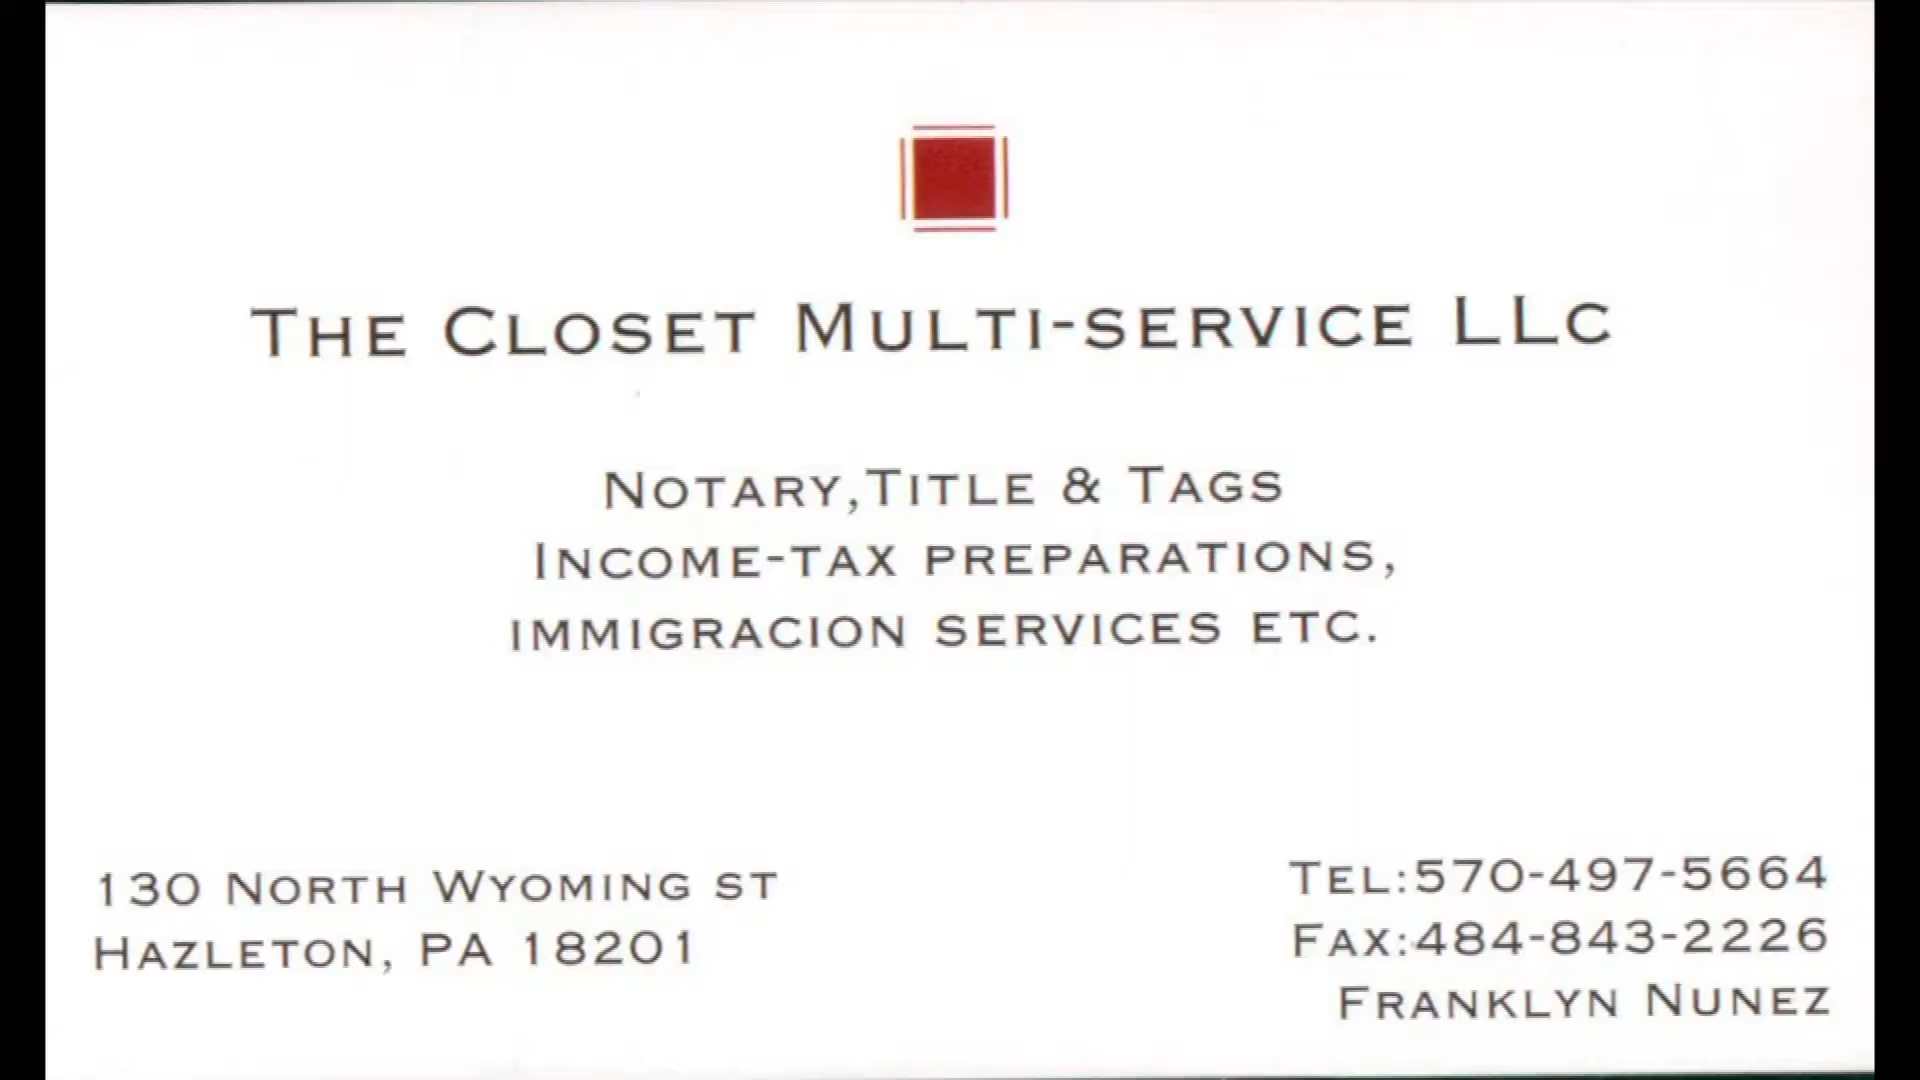 The Closet Multi-service LLc
Notary,Title & Tags
Income-tax preparations,
immigracion services etc.
130 North Wyoming st
Hazleton, PA 18201
Tel:570-497-5664
Fax:484-843-2226
Franklyn Nunez